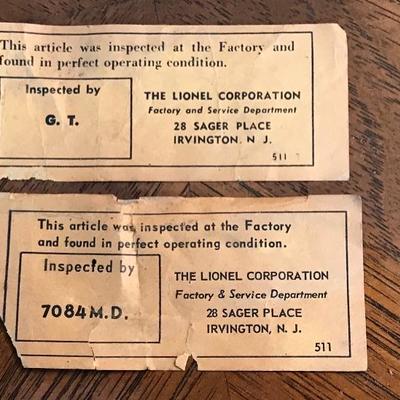 This article was inspected at the Factory and
found in perfect operating condition.
Inspected by
G. T.
THE LIONEL CORPORATION
Factory and Service Department
28 SAGER PLACE
IRVINGTON, N. J.
511
This article was inspected at the Factory
and found in perfect operating condition.
Inspected by
7084 M.D.
THE LIONEL CORPORATION
Factory & Service Department
28 SAGER PLACE
IRVINGTON, N. J.
511